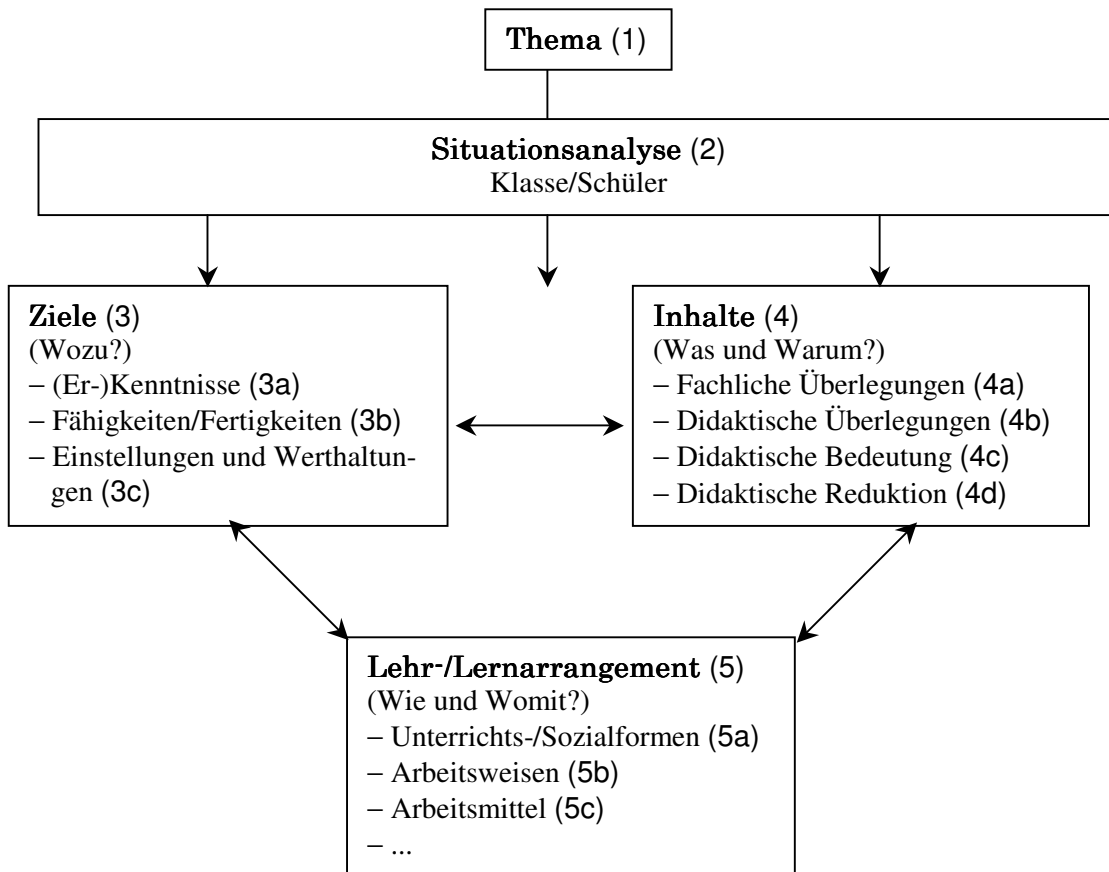 Thema (1)
Situationsanalyse (2)
Klasse/Schüler
Ziele (3)
(Wozu?)
– (Er-)Kenntnisse (3a)
– Fähigkeiten/Fertigkeiten (3b)
– Einstellungen und Werthaltun-
gen (3c)
Inhalte (4)
(Was und Warum?)
– Fachliche Überlegungen (4a)
– Didaktische Überlegungen (4b)
– Didaktische Bedeutung (4c)
– Didaktische Reduktion (4d)
Lehr-/Lernarrangement (5)
(Wie und Womit?)
– Unterrichts-/Sozialformen (5a)
– Arbeitsweisen (5b)
– Arbeitsmittel (5c)
– ...